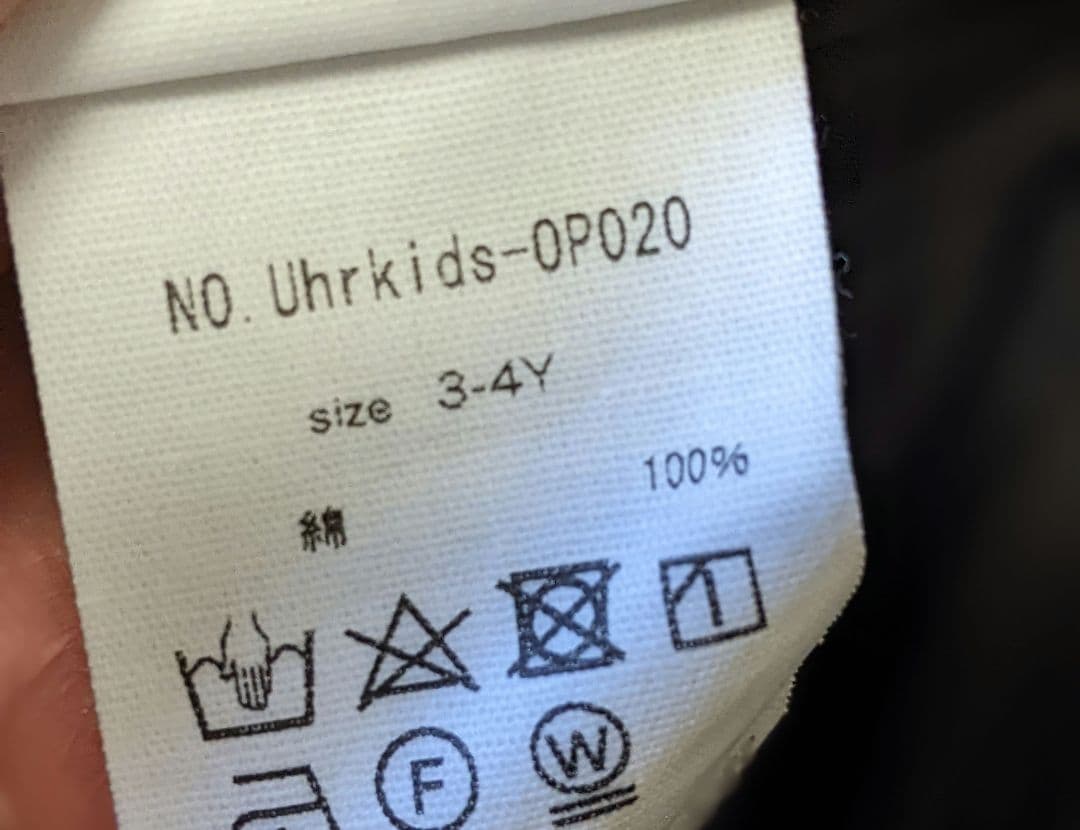 NO. Uhrkids-OP020
size 3-4Y
綿 100%
F W